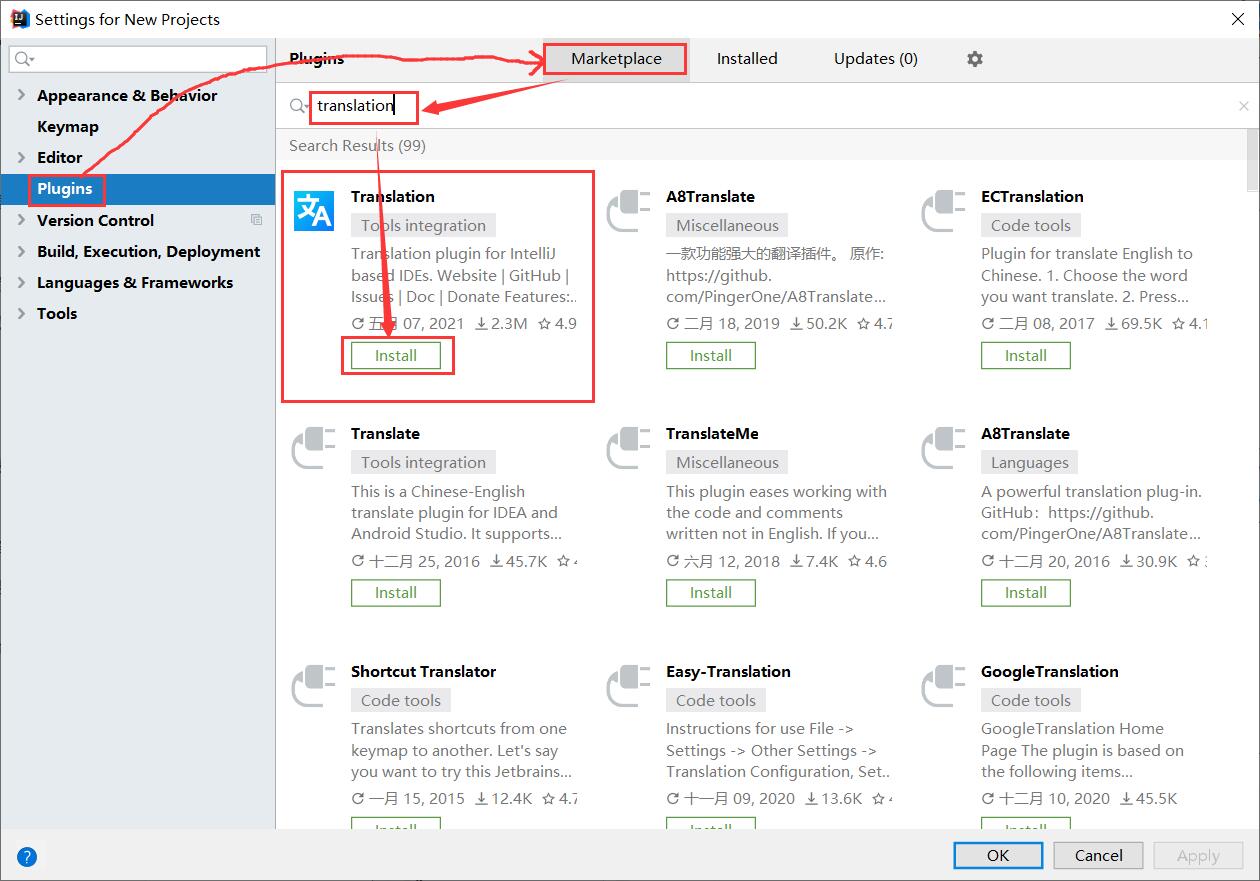 Settings for New Projects
Appearance & Behavior
Keymap
Editor
Plugins
Version Control
Build, Execution, Deployment
Languages & Frameworks
Tools
Plugins
Marketplace
Installed
Updates (0)
translation
Search Results (99)
Translation
Tools integration
Translation plugin for IntelliJ
based IDEs. Website | GitHub |
Issues | Doc | Donate Features:..
五月 07, 2021 2.3M 4.9
Install
A8Translate
Miscellaneous
一款功能强大的翻译插件。 原作:
https://github.
com/PingerOne/A8Translate...
二月 18, 2019 50.2K 4.7
Install
ECTranslation
Code tools
Plugin for translate English to
Chinese. 1. Choose the word
you want translate. 2. Press...
二月 08, 2017 69.5K 4.1
Install
Translate
Tools integration
This is a Chinese-English
translate plugin for IDEA and
Android Studio. It supports...
十二月 25, 2016 45.7K
Install
TranslateMe
Miscellaneous
This plugin eases working with
the code and comments
written not in English. If you...
六月 12, 2018 7.4K 4.6
Install
A8Translate
Languages
A powerful translation plug-in.
GitHub：https://github.
com/PingerOne/A8Translate...
十二月 20, 2016 30.9K
Install
Shortcut Translator
Code tools
Translates shortcuts from one
keymap to another. Let's say
you want to try this Jetbrains...
一月 15, 2015 12.4K 4.7
Install
Easy-Translation
Code tools
Instructions for use File ->
Settings -> Other Settings ->
Translation Configuration, Set..
十一月 09, 2020 13.6K
Install
GoogleTranslation
Code tools
GoogleTranslation Home
Page The plugin is based on
the following items...
十二月 10, 2020 45.5K
Install
OK
Cancel
Apply